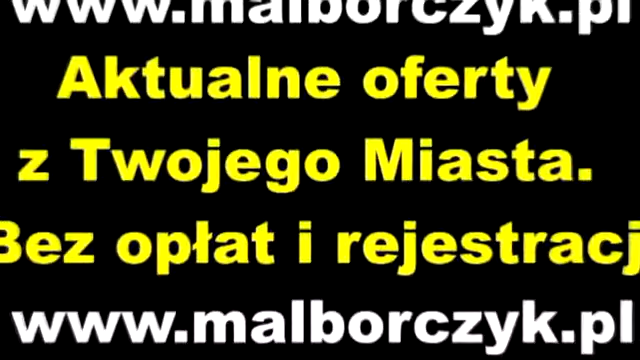 www.malborczyk.pl
Aktualne oferty
z Twojego Miasta.
Bez opłat i rejestracj
www.malborczyk.pl